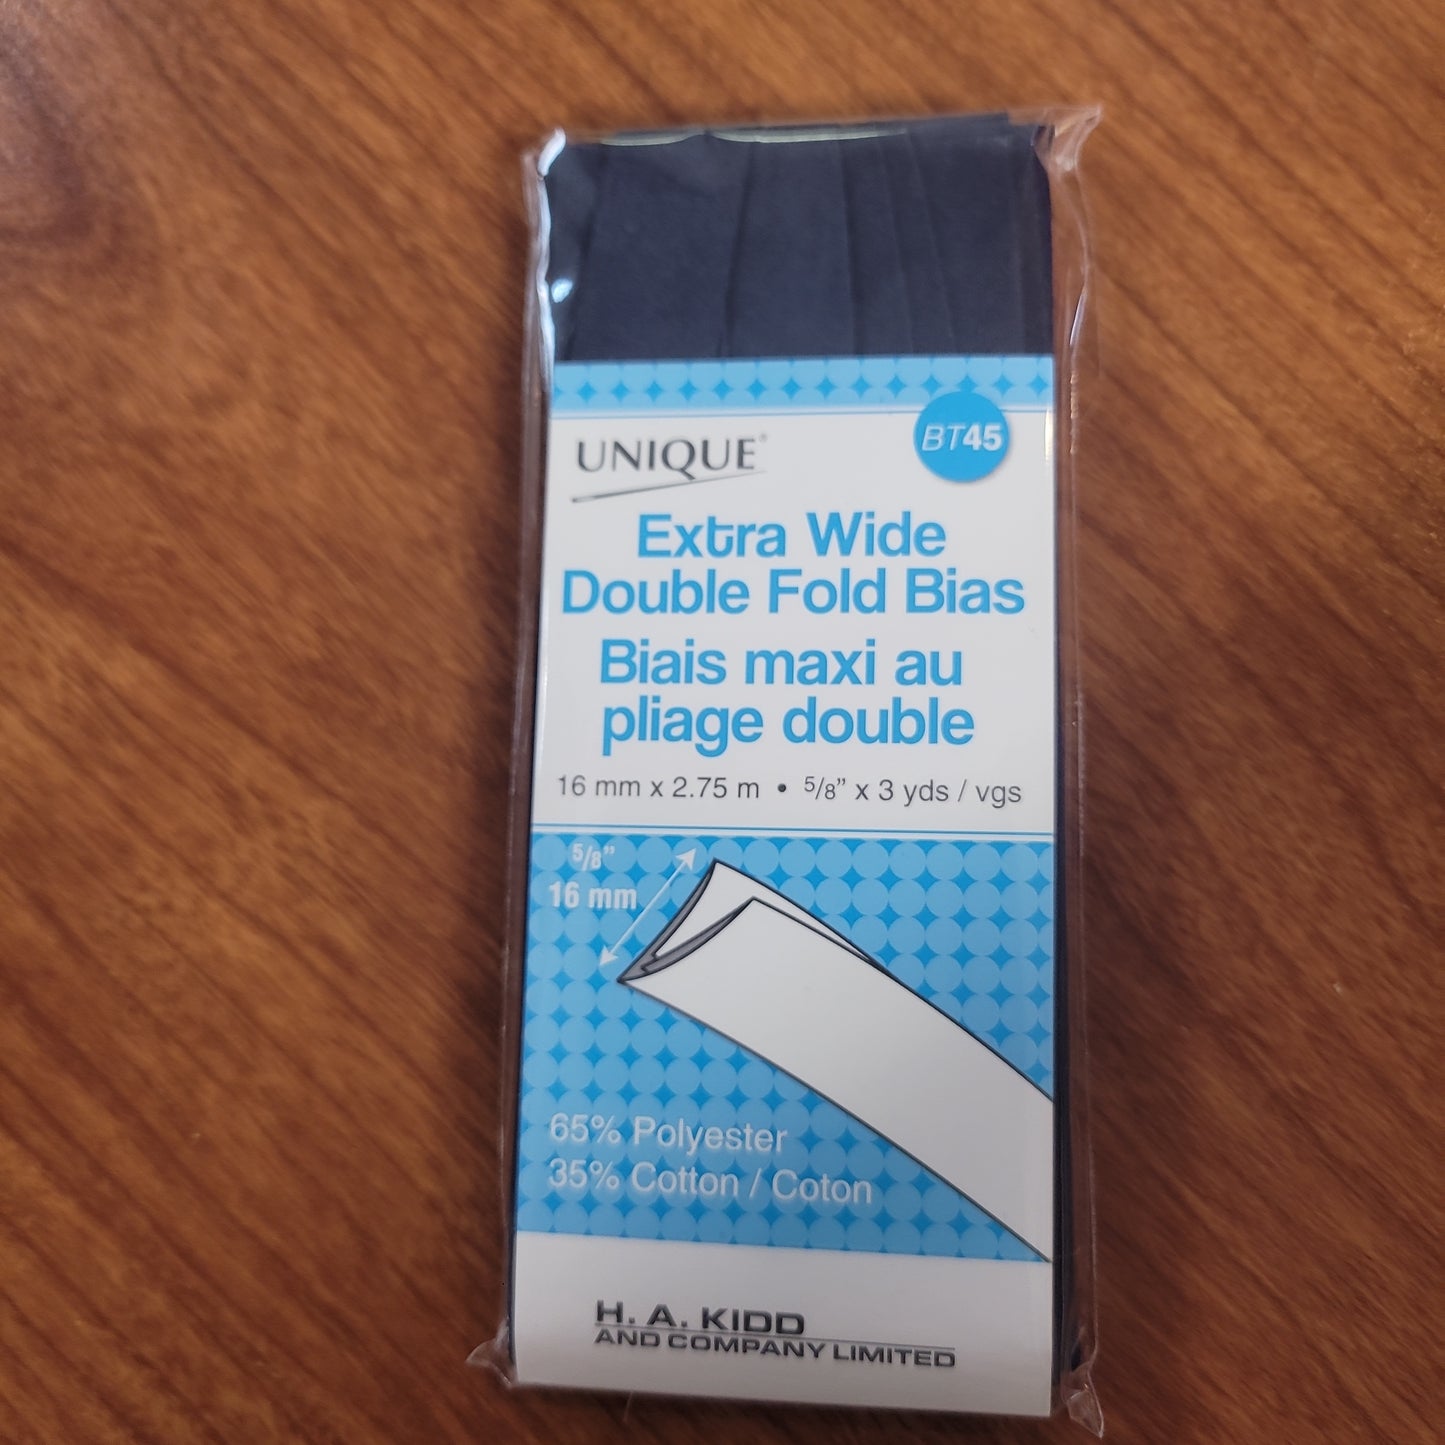 UNIQUE®
BT45
Extra Wide
Double Fold Bias
Biais maxi au
pliage double
16 mm x 2.75 m • 5/8” x 3 yds / vgs
5/8”
16 mm
65% Polyester
35% Cotton / Coton
H. A. KIDD
AND COMPANY LIMITED